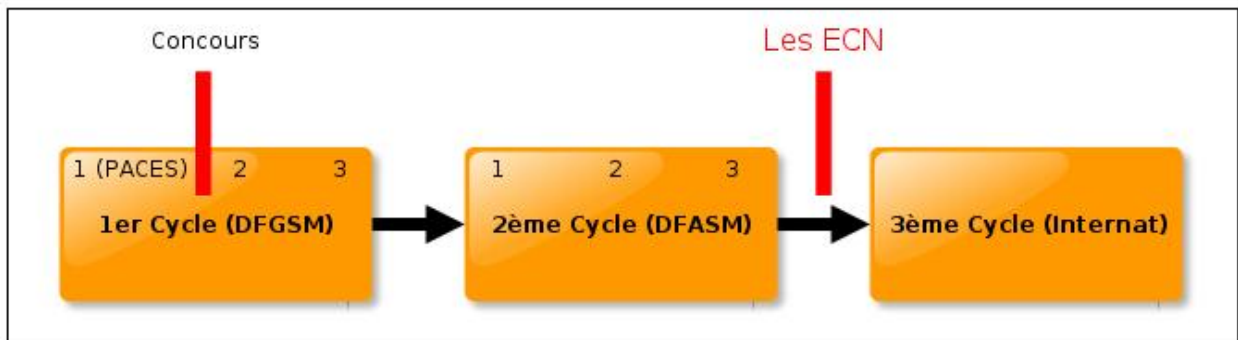 Concours
Les ECN
1 (PACES) 2 3
1er Cycle (DFGSM)
1 2 3
2ème Cycle (DFASM)
3ème Cycle (Internat)